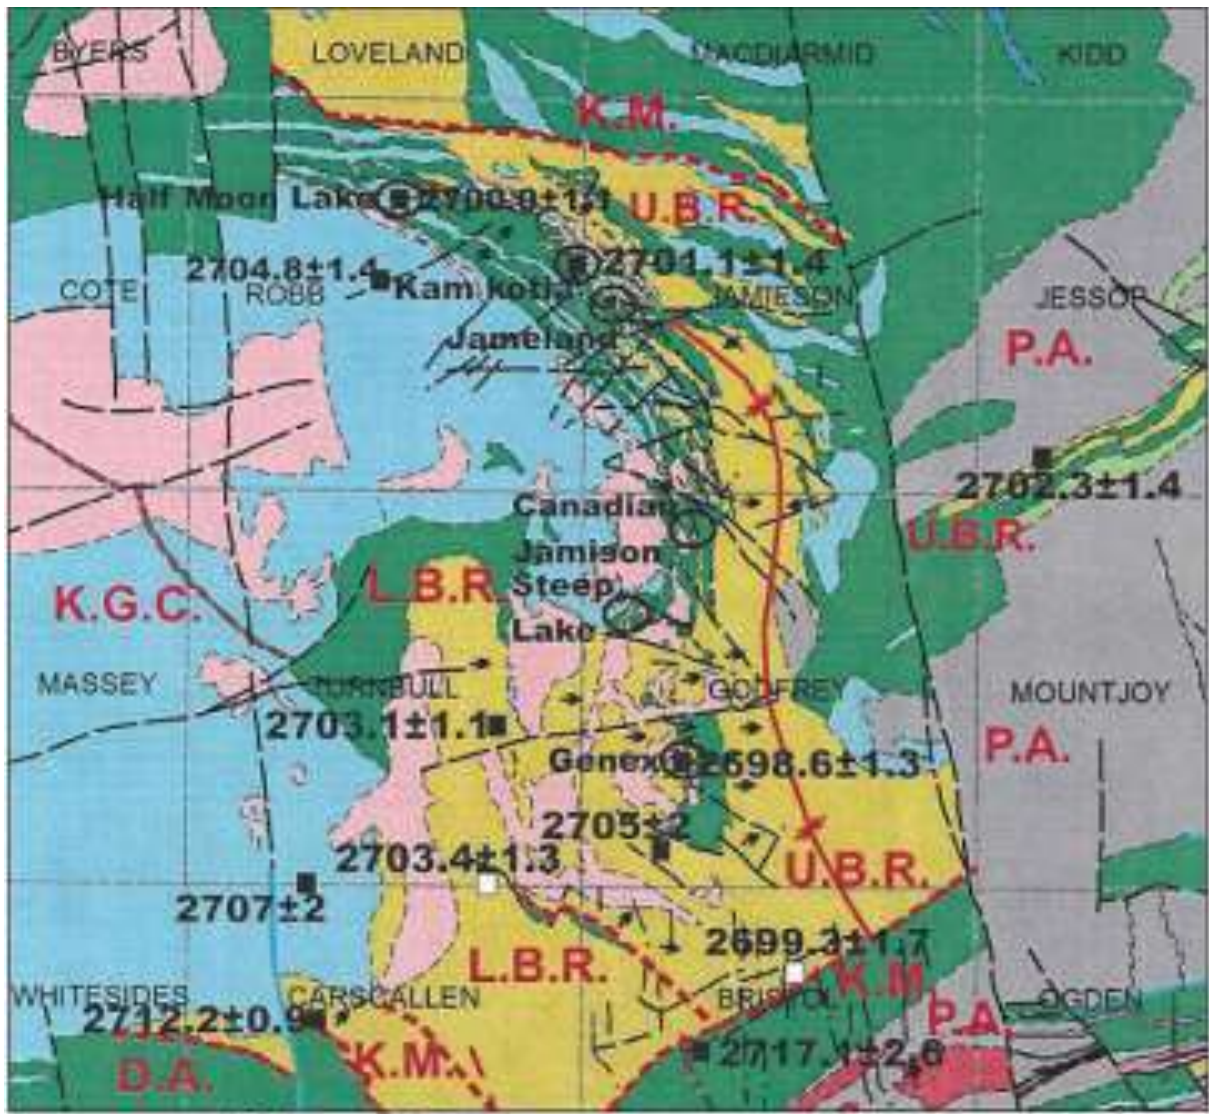 BYERS LOVELAND MACDIARMID KIDD
K.M.
Half Moon Lake 2700.0±1.1 U.B.R.
2704.8±1.4 2701.1±1.4
COTE ROBB Kam kotia JAMIESON JESSOP
Jameland P.A.
2702.3±1.4
Canadian
U.B.R.
Jamison
L.B.R. Steep
K.G.C.
Lake
MASSEY TURNBULL GODFREY MOUNTJOY
2703.1±1.1
P.A.
Genex 2698.6±1.3
2705±2
2703.4±1.3
U.B.R.
2707±2
2699.3±1.7
L.B.R.
K.M.
WHITESIDES CARSCALLEN BRISTOL OGDEN
2712.2±0.9 P.A.
K.M. 2717.1±2.6
D.A.